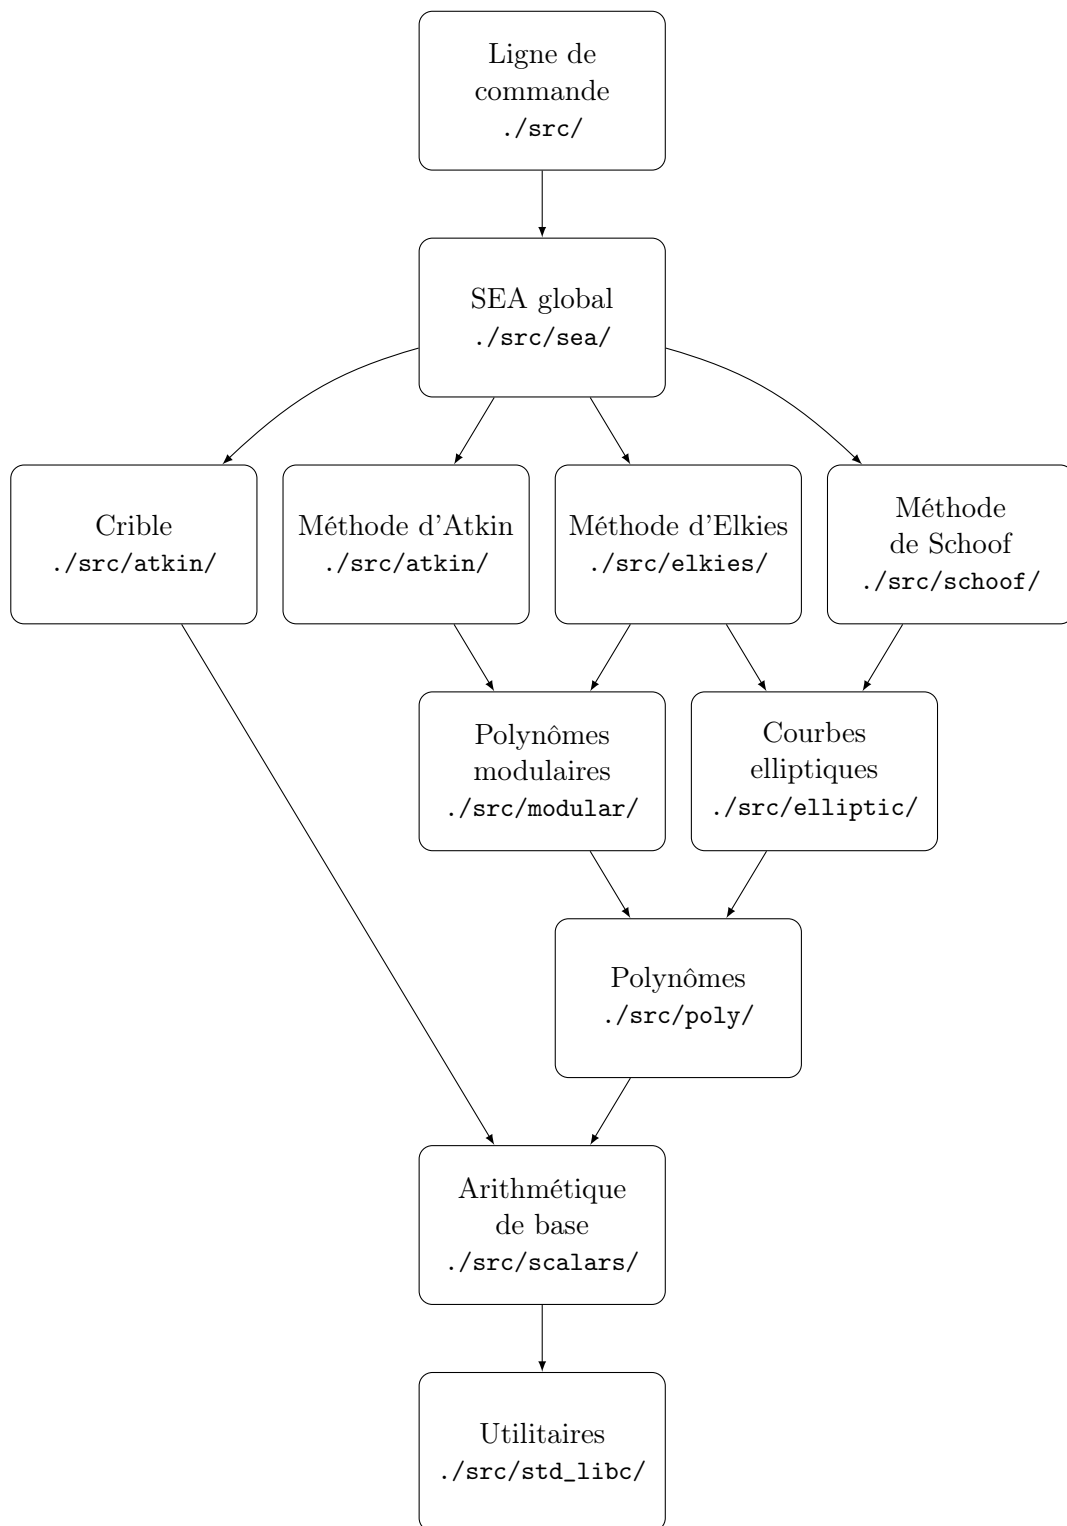 Ligne de
commande
./src/
SEA global
./src/sea/
Crible
./src/atkin/
Méthode d'Atkin
./src/atkin/
Méthode d'Elkies
./src/elkies/
Méthode
de Schoof
./src/schoof/
Polynômes
modulaires
./src/modular/
Courbes
elliptiques
./src/elliptic/
Polynômes
./src/poly/
Arithmétique
de base
./src/scalars/
Utilitaires
./src/std_libc/